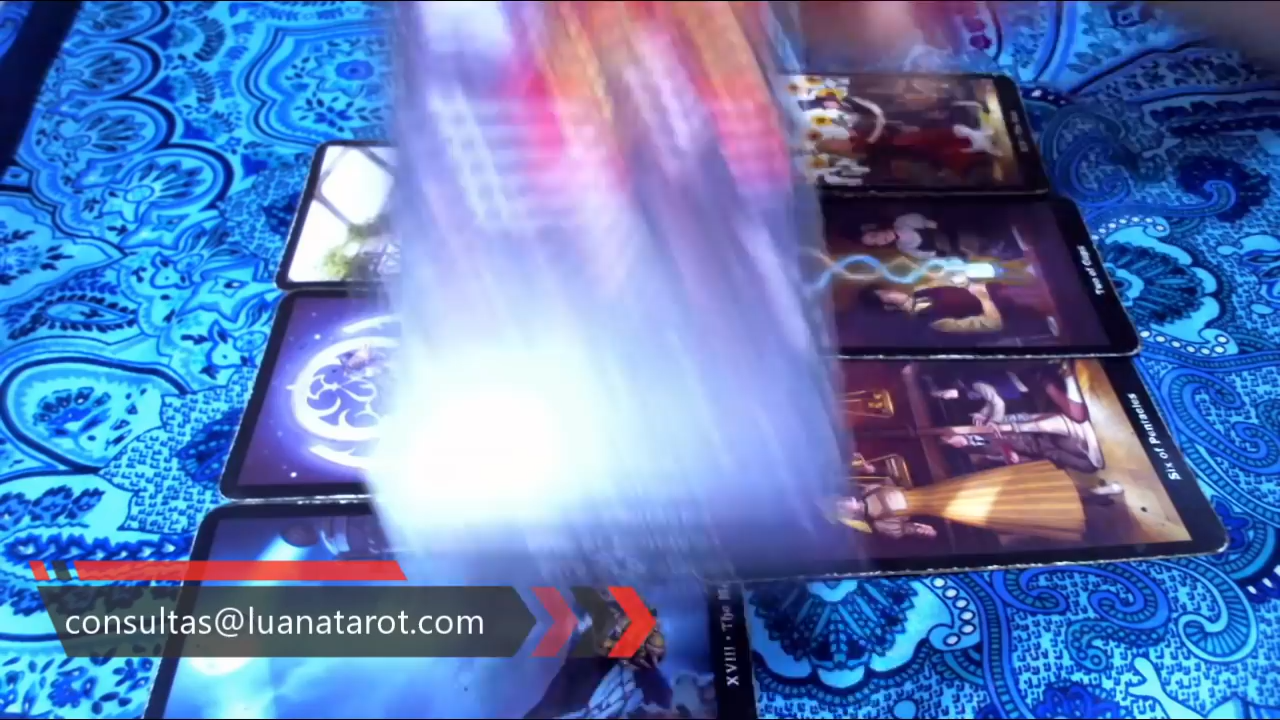 Two of Cups
Six of Pentacles
consultas@luanatarot.com
XVIII • The M